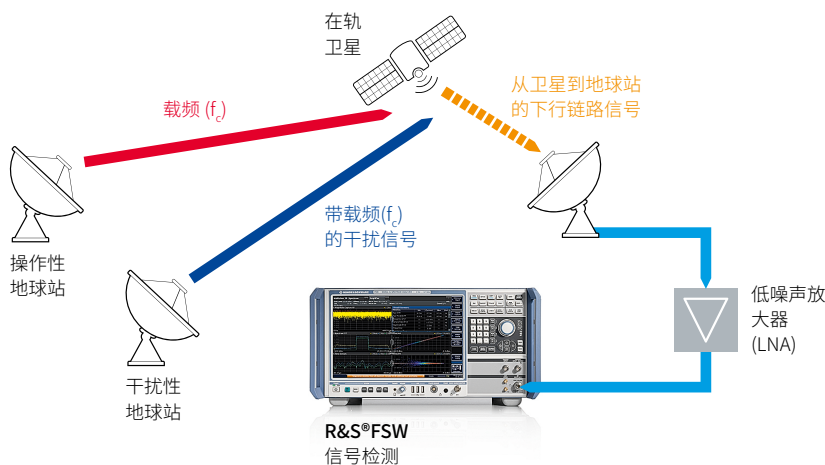 在轨
卫星
载频 (fc)
从卫星到地球站
的下行链路信号
带载频(fc)
的干扰信号
操作性
地球站
干扰性
地球站
低噪声放
大器
(LNA)
R&S®FSW
信号检测